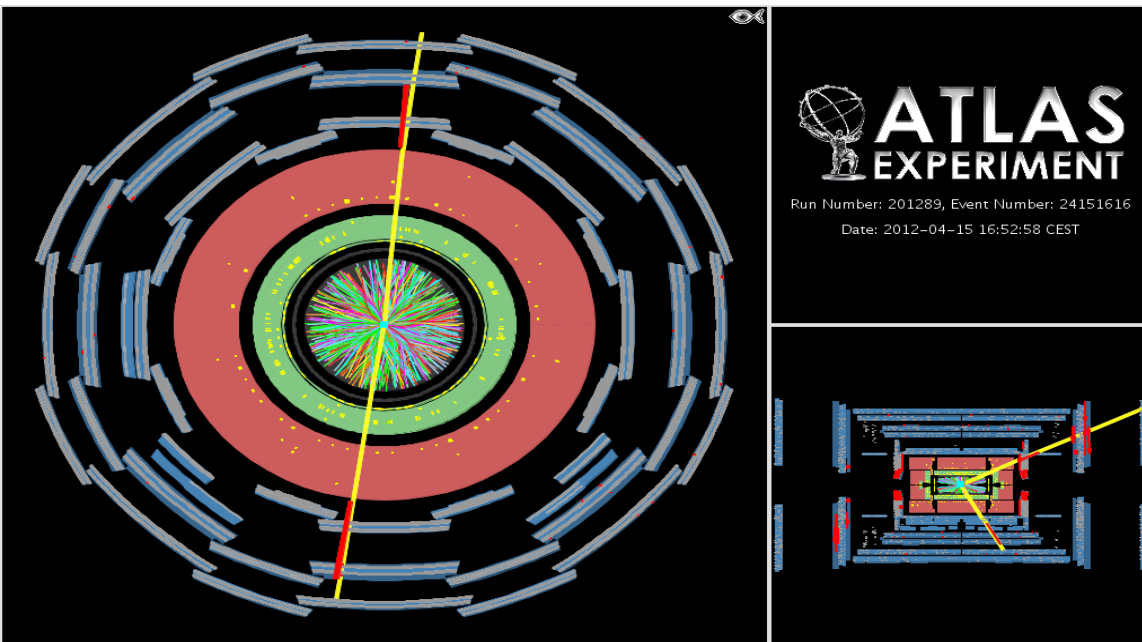 ATLAS
EXPERIMENT
Run Number: 201289, Event Number: 24151616
Date: 2012-04-15 16:52:58 CEST